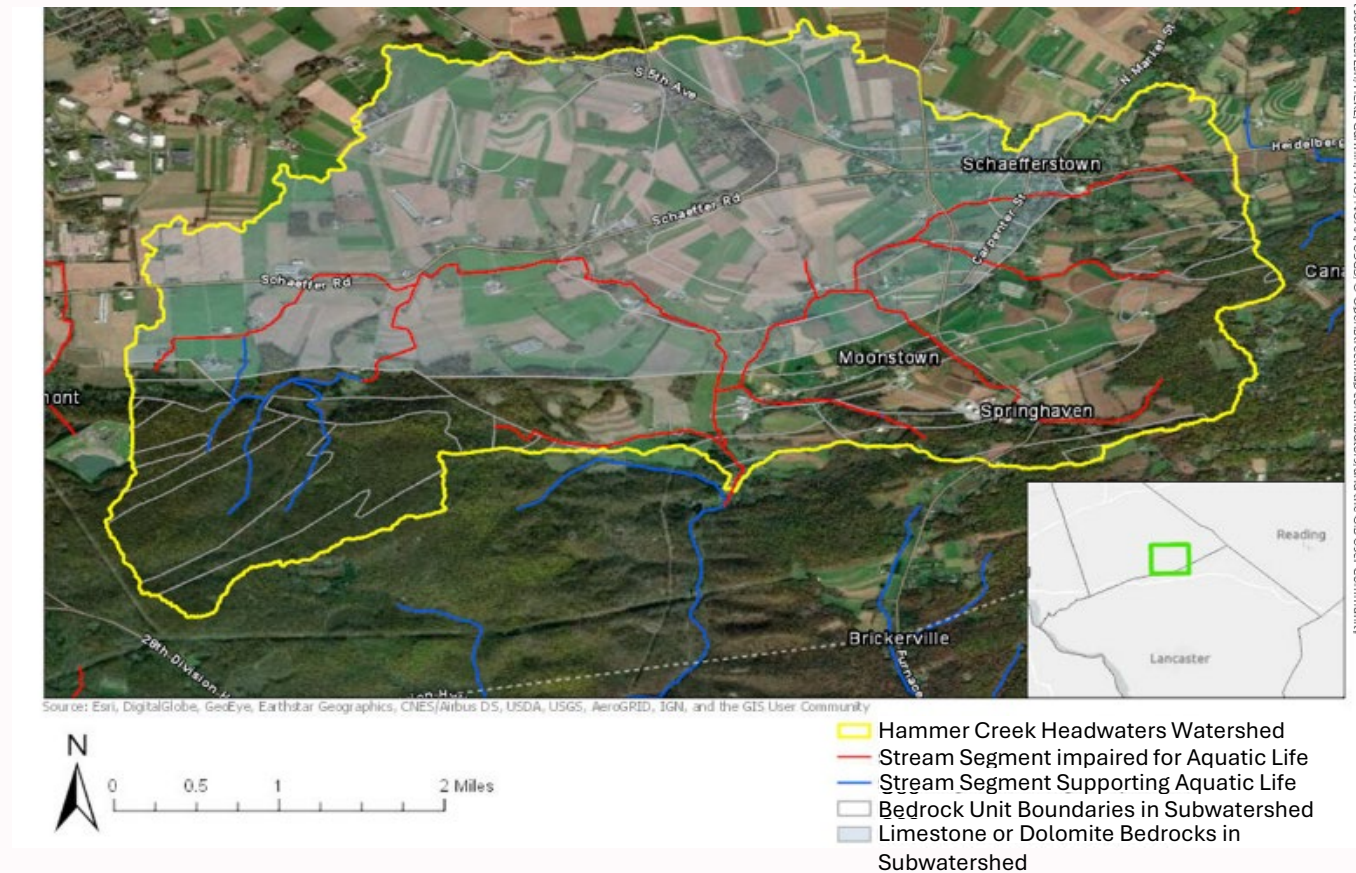 N Market St
S 5th Ave
Schaefferstown
Heidelberg
Schaeffer Rd
Carpenter St
Schaeffer Rd
Cana
Moonstown
mont
Springhaven
Reading
Brickerville
Lancaster
28th Division H
ion Hwy
Furnace
Source: Esri, DigitalGlobe, GeoEye, Earthstar Geographics, CNES/Airbus DS, USDA, USGS, AeroGRID, IGN, and the GIS User Community
N
0 0.5 1 2 Miles
Hammer Creek Headwaters Watershed
Stream Segment impaired for Aquatic Life
Stream Segment Supporting Aquatic Life
Bedrock Unit Boundaries in Subwatershed
Limestone or Dolomite Bedrocks in
Subwatershed